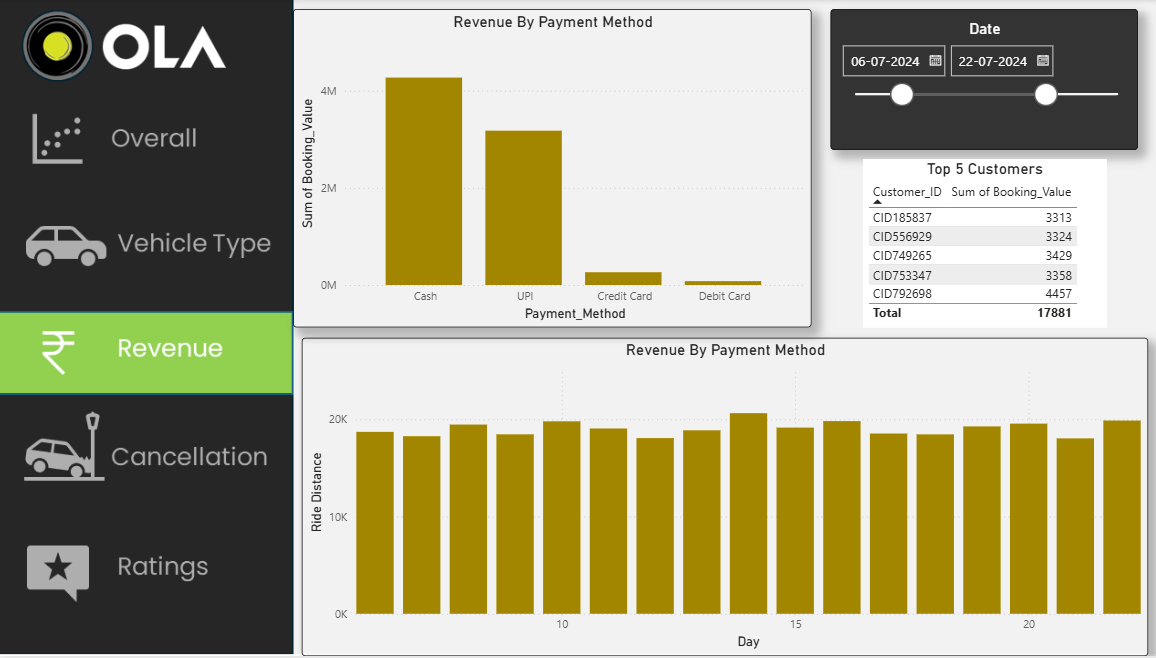 OLA
Overall
Vehicle Type
Revenue
Cancellation
Ratings
Revenue By Payment Method
Sum of Booking_Value
4M
2M
0M
Cash UPI Credit Card Debit Card
Payment_Method
Date
06-07-2024 22-07-2024
Top 5 Customers
Customer_ID Sum of Booking_Value
CID185837 3313
CID556929 3324
CID749265 3429
CID753347 3358
CID792698 4457
Total 17881
Revenue By Payment Method
Ride Distance
20K
10K
0K
10 15 20
Day